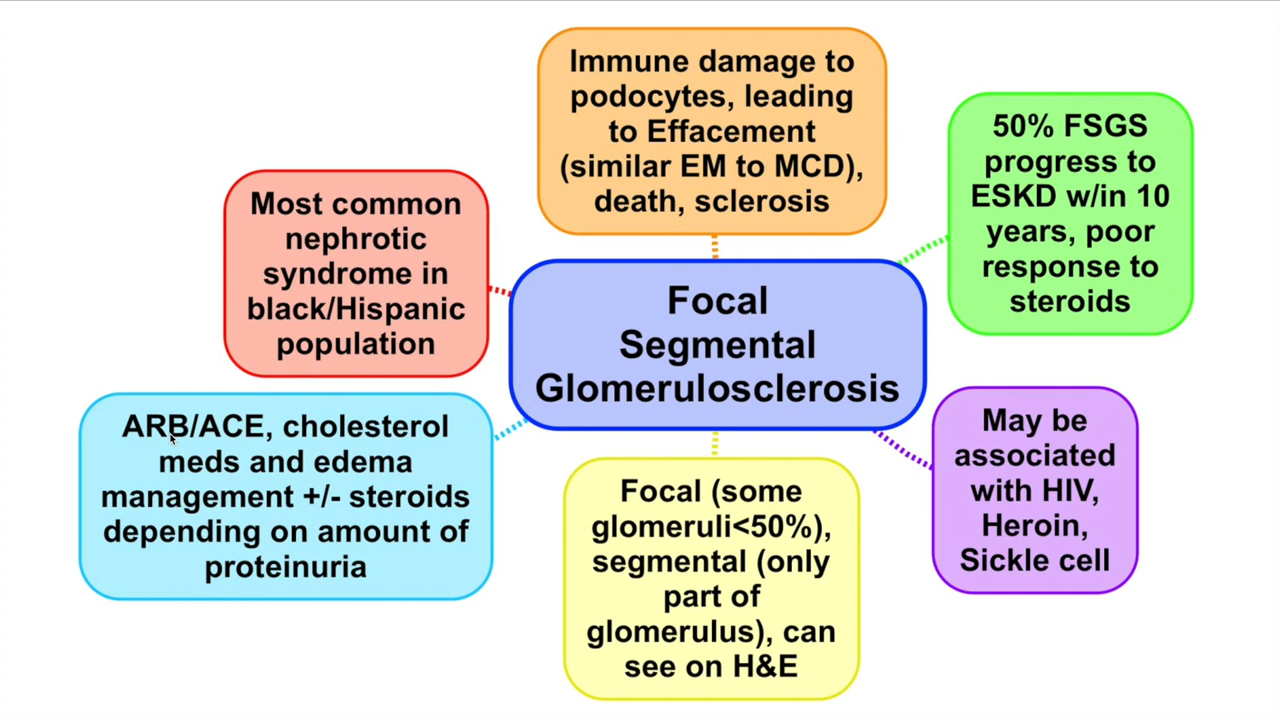 Immune damage to
podocytes, leading
to Effacement
(similar EM to MCD),
death, sclerosis
50% FSGS
progress to
ESKD w/in 10
years, poor
response to
steroids
Most common
nephrotic
syndrome in
black/Hispanic
population
Focal
Segmental
Glomerulosclerosis
ARB/ACE, cholesterol
meds and edema
management +/- steroids
depending on amount of
proteinuria
May be
associated
with HIV,
Heroin,
Sickle cell
Focal (some
glomeruli<50%),
segmental (only
part of
glomerulus), can
see on H&E